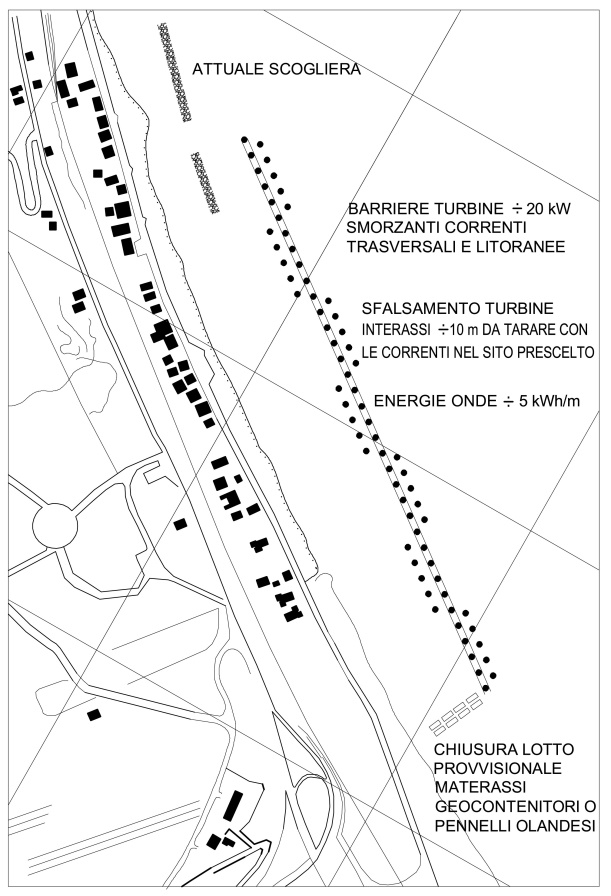 ATTUALE SCOGLIERA
BARRIERE TURBINE ÷ 20 kW
SMORZANTI CORRENTI
TRASVERSALI E LITORANEE
SFALSAMENTO TURBINE
INTERASSI ÷10 m DA TARARE CON
LE CORRENTI NEL SITO PRESCELTO
ENERGIE ONDE ÷ 5 kWh/m
CHIUSURA LOTTO
PROVVISIONALE
MATERASSI
GEOCONTENITORI O
PENNELLI OLANDESI